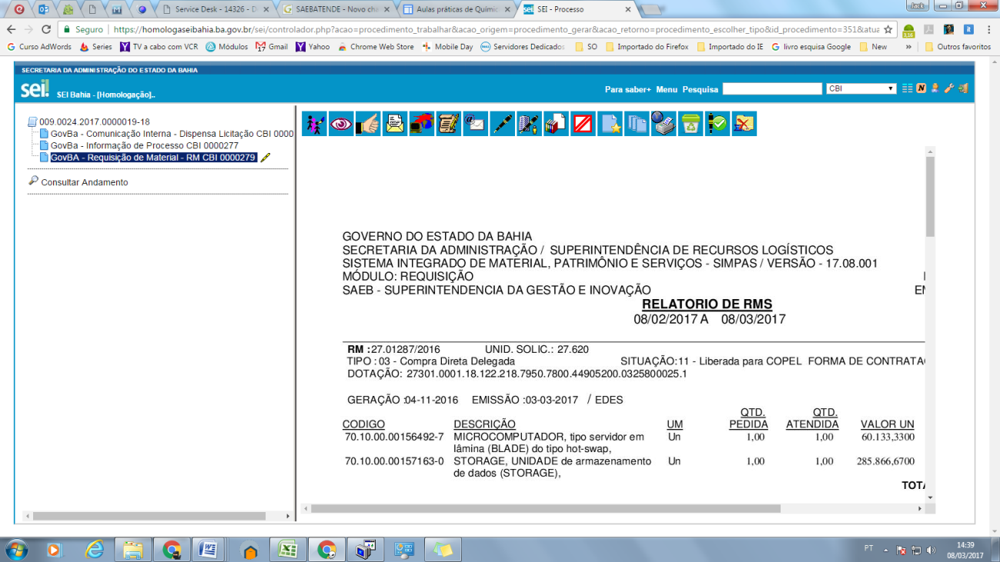 Service Desk - 14326 - D
SAEBATENDE - Novo cha
Aulas práticas de Químic
SEI - Processo
Jack
Seguro
https://homologaseibahia.ba.gov.br/sei/controlador.php?acao=procedimento_trabalhar&acao_origem=procedimento_gerar&acao_retorno=procedimento_escolher_tipo&id_procedimento=351&atua
Curso AdWords
Series
TV a cabo com VCR
Módulos
Gmail
Yahoo
Chrome Web Store
Mobile Day
Servidores Dedicados
SO
Importado do Firefox
Importado do IE
livro esquisa Google
New
»
Outros favoritos
SECRETARIA DA ADMINISTRAÇÃO DO ESTADO DA BAHIA
sei!
SEI Bahia - [Homologação]..
Para saber+ Menu Pesquisa
CBI
009.0024.2017.0000019-18
GovBa - Comunicação Interna - Dispensa Licitação CBI 0000
GovBa - Informação de Processo CBI 0000277
GovBA - Requisição de Material - RM CBI 0000279
Consultar Andamento
GOVERNO DO ESTADO DA BAHIA
SECRETARIA DA ADMINISTRAÇÃO / SUPERINTENDÊNCIA DE RECURSOS LOGÍSTICOS
SISTEMA INTEGRADO DE MATERIAL, PATRIMÔNIO E SERVIÇOS - SIMPAS / VERSÃO - 17.08.001
MÓDULO: REQUISIÇÃO
SAEB - SUPERINTENDENCIA DA GESTÃO E INOVAÇÃO
RELATORIO DE RMS
08/02/2017 A 08/03/2017
RM :27.01287/2016 UNID. SOLIC.: 27.620
TIPO : 03 - Compra Direta Delegada SITUAÇÃO:11 - Liberada para COPEL FORMA DE CONTRATA
DOTAÇÃO: 27301.0001.18.122.218.7950.7800.44905200.0325800025.1
GERAÇÃO :04-11-2016 EMISSÃO :03-03-2017 / EDES
CODIGO DESCRIÇÃO UM QTD. PEDIDA QTD. ATENDIDA VALOR UN
70.10.00.00156492-7 MICROCOMPUTADOR, tipo servidor em Un 1,00 1,00 60.133,3300
lâmina (BLADE) do tipo hot-swap,
70.10.00.00157163-0 STORAGE, UNIDADE de armazenamento Un 1,00 1,00 285.866,6700
de dados (STORAGE),
TOTA
PT
14:39
08/03/2017